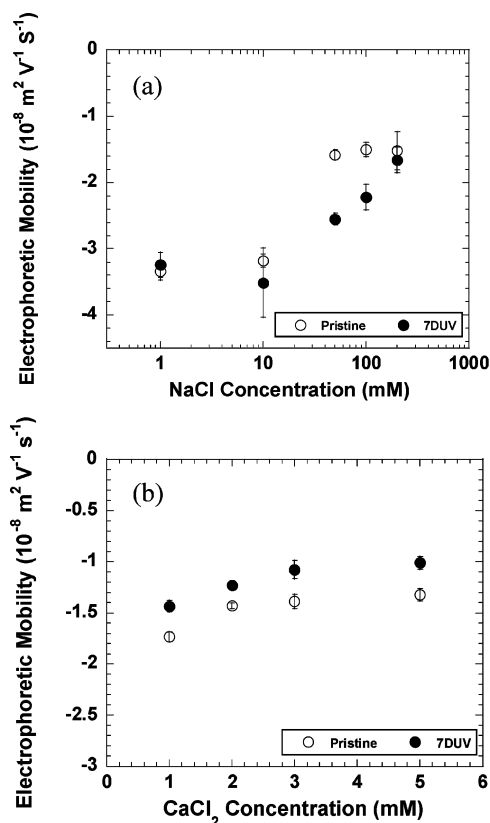 0
(a)
-1
-2
-3
-4
Electrophoretic Mobility (10⁻⁸ m² V⁻¹ s⁻¹)
Pristine 7DUV
1 10 100 1000
NaCl Concentration (mM)
0
(b)
-0.5
-1
-1.5
-2
-2.5
-3
Electrophoretic Mobility (10⁻⁸ m² V⁻¹ s⁻¹)
Pristine 7DUV
0 1 2 3 4 5 6
CaCl₂ Concentration (mM)